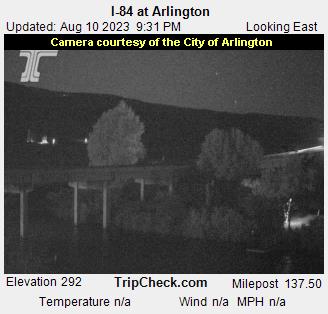 I-84 at Arlington
Updated: Aug 10 2023 9:31 PM Looking East
Camera courtesy of the City of Arlington
Elevation 292 TripCheck.com Milepost 137.50
Temperature n/a Wind n/a MPH n/a